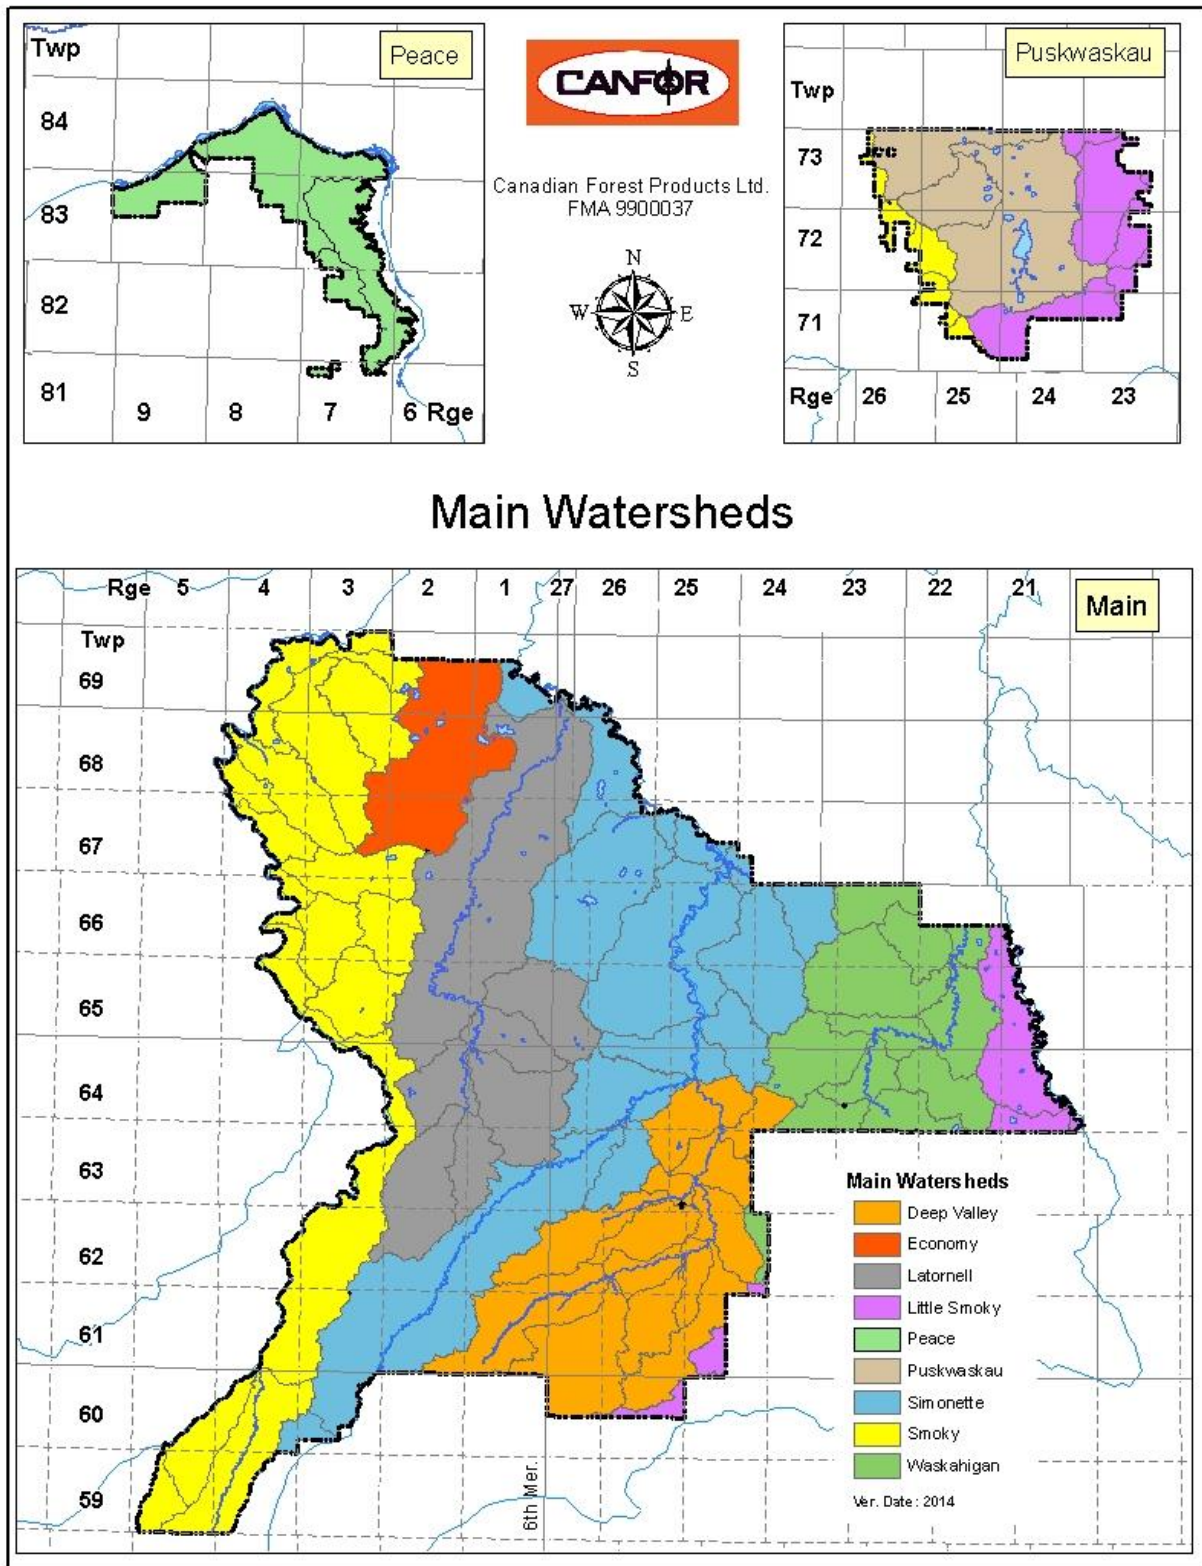 Twp
Peace
84
83
82
81
9 8 7 6 Rge
CANFOR
Canadian Forest Products Ltd.
FMA 9900037
N
W E
S
Puskwaskau
Twp
73
72
71
Rge 26 25 24 23
Main Watersheds
Rge 5 4 3 2 1 27 26 25 24 23 22 21
Main
Twp
69
68
67
66
65
64
63
62
61
60
59
6th Mer.
Main Watersheds
Deep Valley
Economy
Latornell
Little Smoky
Peace
Puskwaskau
Simonette
Smoky
Waskahigan
Ver. Date: 2014